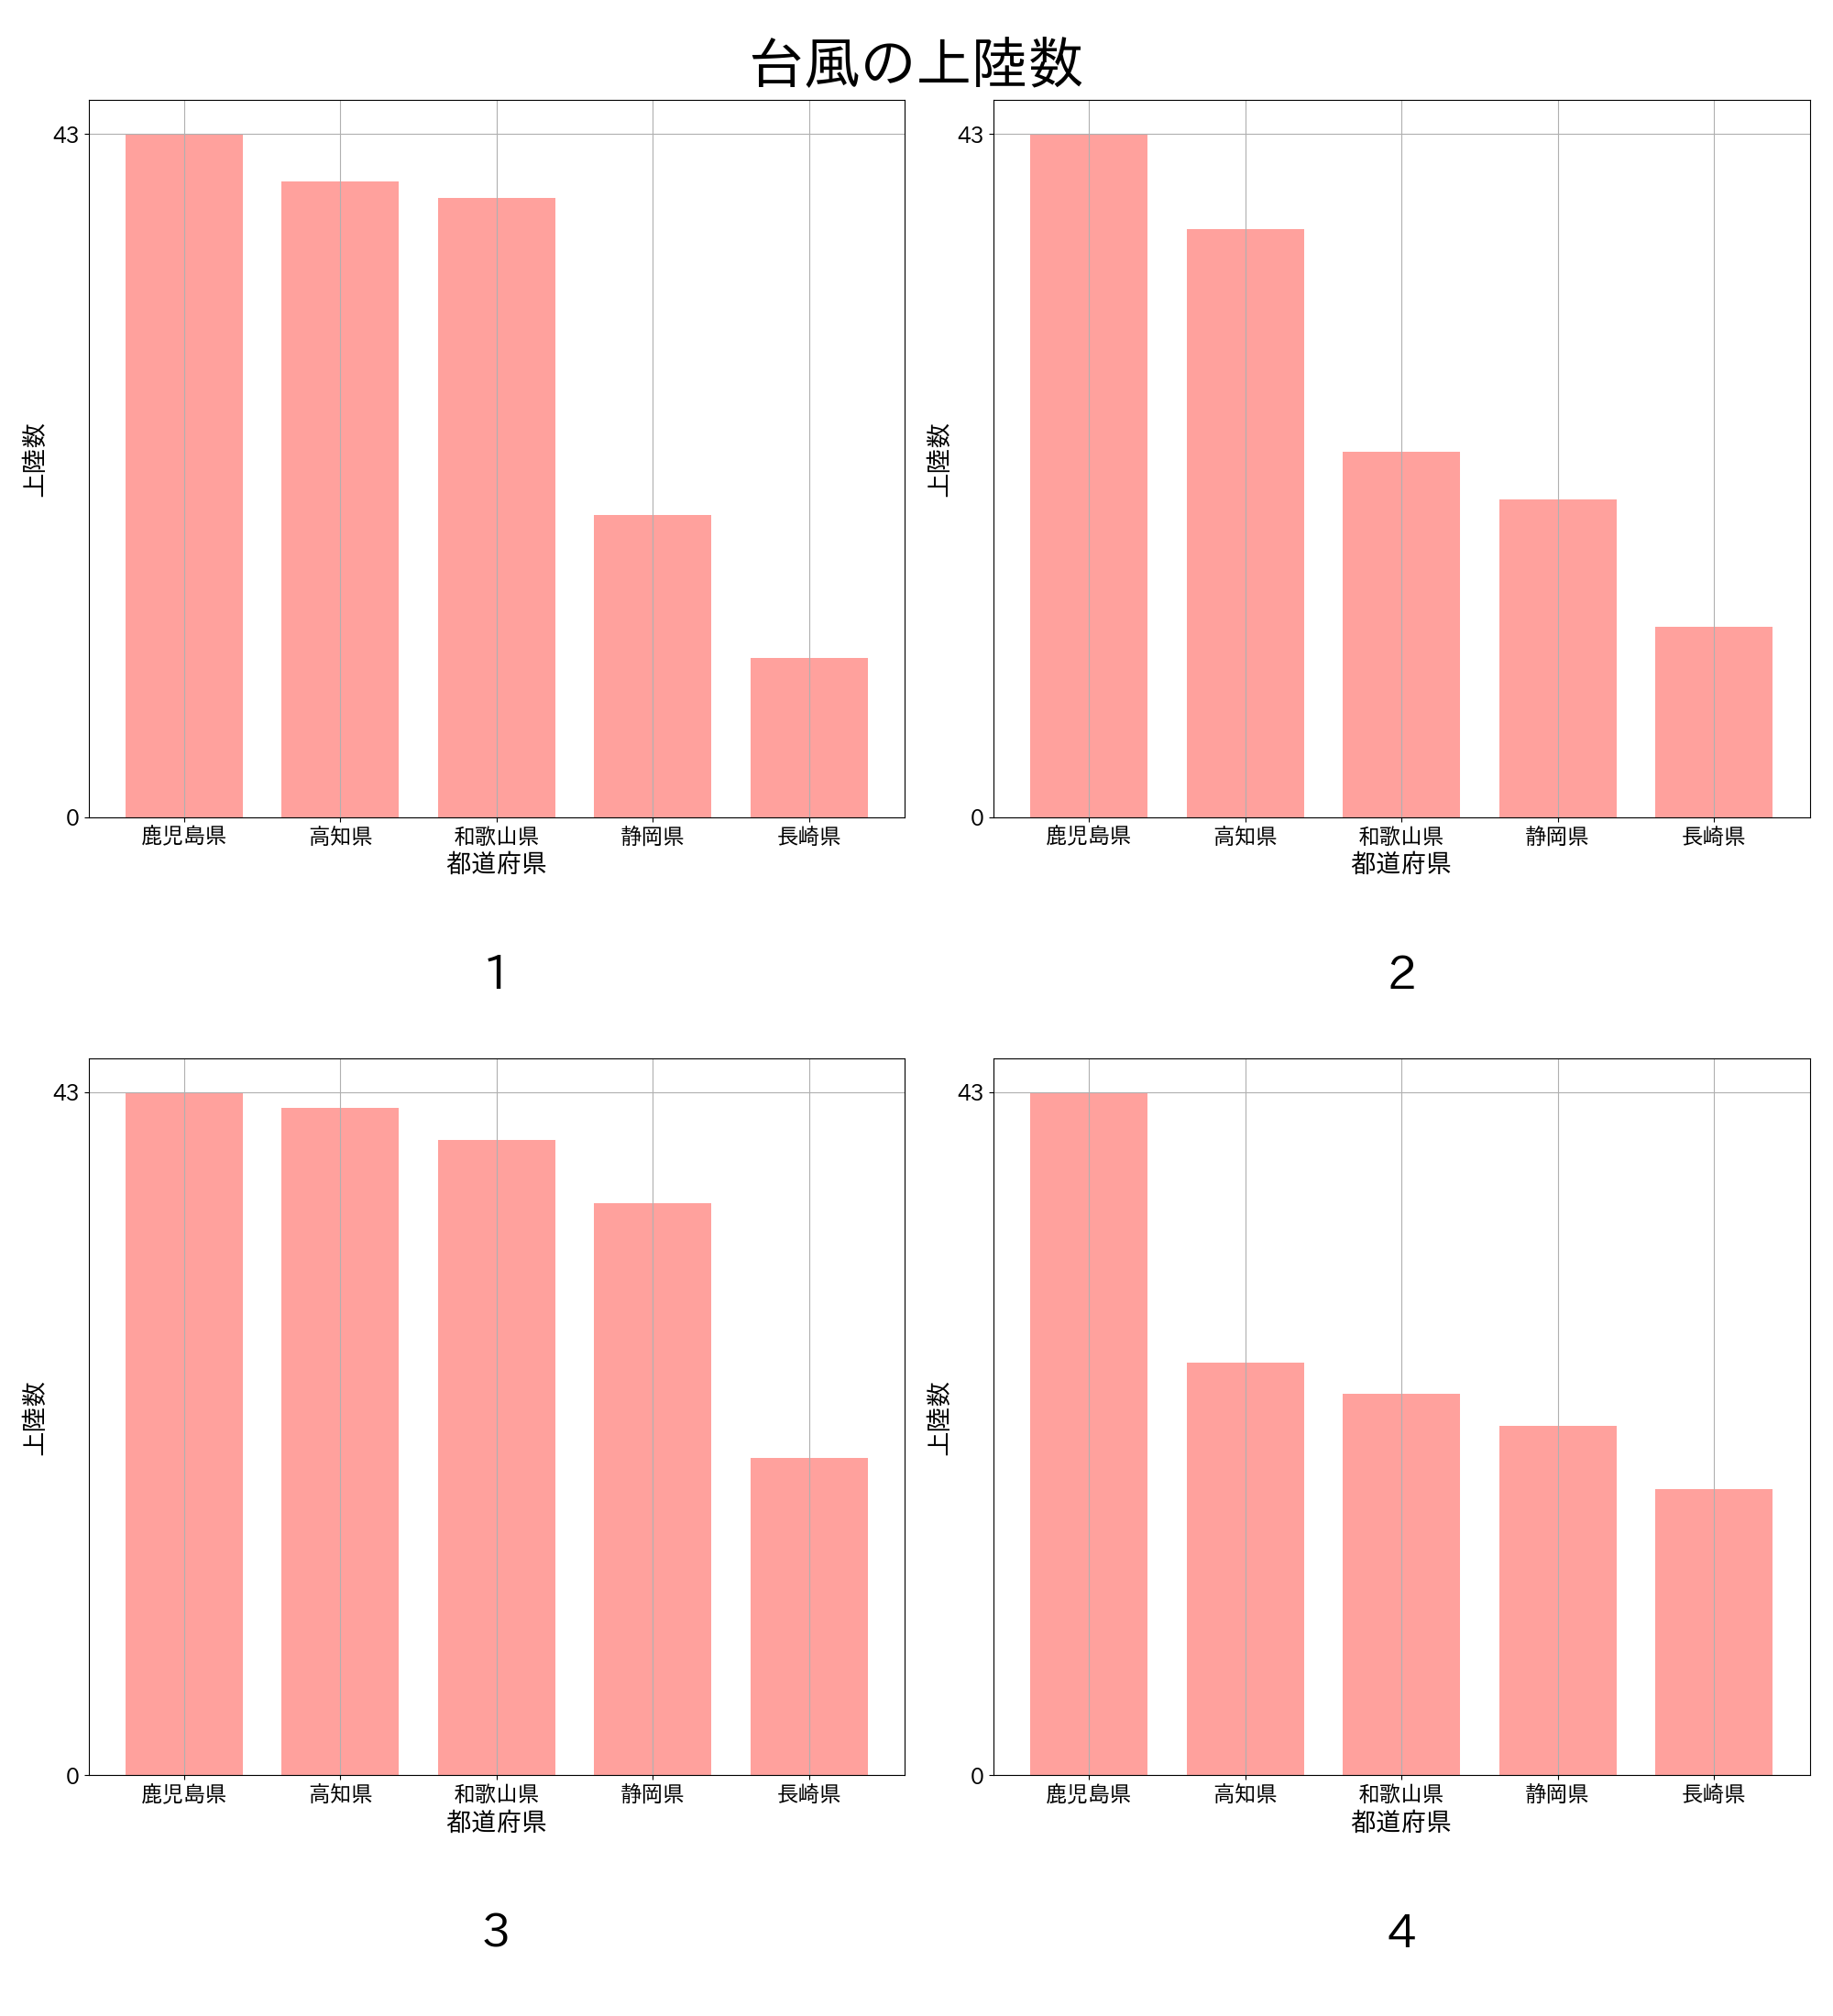 台風の上陸数
43
0
上陸数
鹿児島県 高知県 和歌山県 静岡県 長崎県
都道府県
1
43
0
上陸数
鹿児島県 高知県 和歌山県 静岡県 長崎県
都道府県
2
43
0
上陸数
鹿児島県 高知県 和歌山県 静岡県 長崎県
都道府県
3
43
0
上陸数
鹿児島県 高知県 和歌山県 静岡県 長崎県
都道府県
4